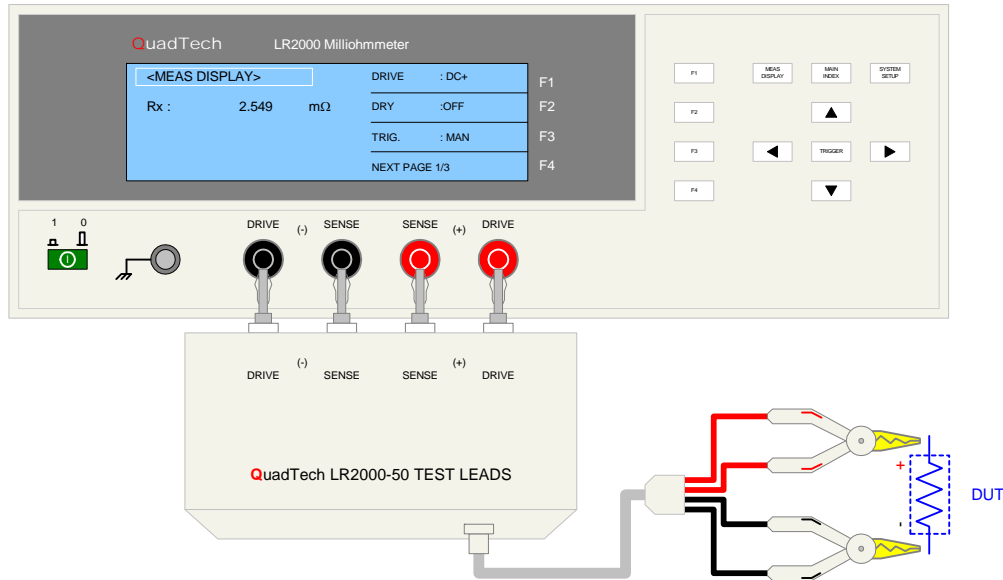 QuadTech LR2000 Milliohmmeter
<MEAS DISPLAY>
Rx : 2.549 mΩ
DRIVE : DC+
DRY :OFF
TRIG. : MAN
NEXT PAGE 1/3
F1
F2
F3
F4
F1
MEAS DISPLAY
MAIN INDEX
SYSTEM SETUP
F2
F3
TRIGGER
F4
1 0
DRIVE (-) SENSE SENSE (+) DRIVE
DRIVE (-) SENSE SENSE (+) DRIVE
QuadTech LR2000-50 TEST LEADS
+
-
DUT